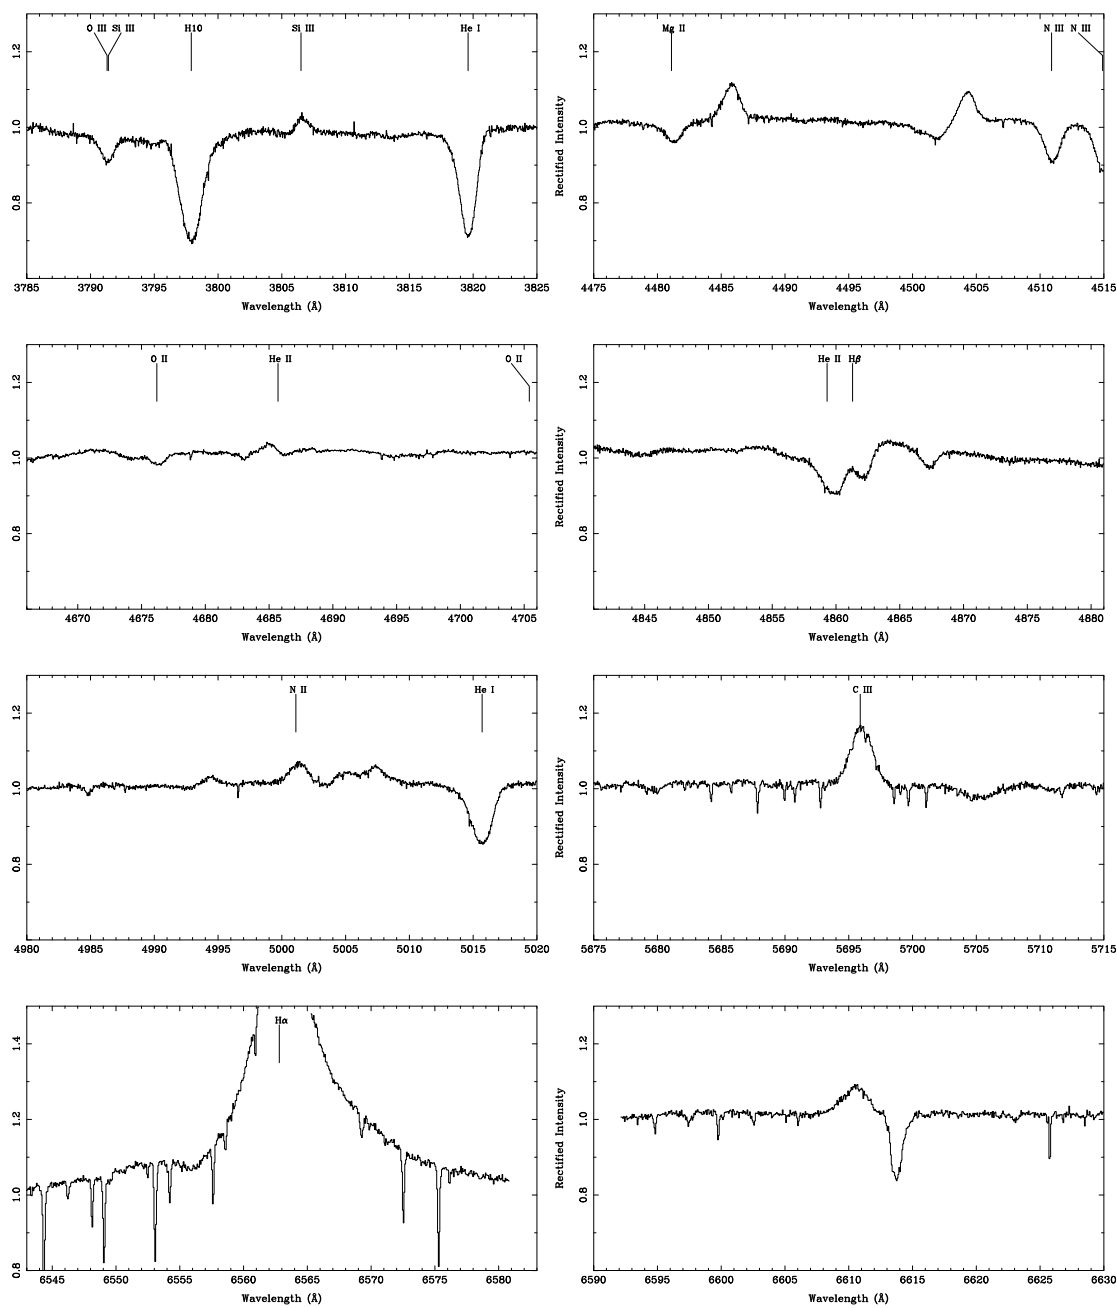 O III Si III H10 Si III He I
1.2
1.0
0.8
3785 3790 3795 3800 3805 3810 3815 3820 3825
Wavelength (Å)
Mg II N III N III
1.2
1.0
0.8
Rectified Intensity
4475 4480 4485 4490 4495 4500 4505 4510 4515
Wavelength (Å)
O II He II O II
1.2
1.0
0.8
4670 4675 4680 4685 4690 4695 4700 4705
Wavelength (Å)
He II Hβ
1.2
1.0
0.8
Rectified Intensity
4845 4850 4855 4860 4865 4870 4875 4880
Wavelength (Å)
N II He I
1.2
1.0
0.8
4980 4985 4990 4995 5000 5005 5010 5015 5020
Wavelength (Å)
C III
1.2
1.0
0.8
Rectified Intensity
5675 5680 5685 5690 5695 5700 5705 5710 5715
Wavelength (Å)
Hα
1.4
1.2
1.0
0.8
6545 6550 6555 6560 6565 6570 6575 6580
Wavelength (Å)
1.2
1.0
0.8
Rectified Intensity
6590 6595 6600 6605 6610 6615 6620 6625 6630
Wavelength (Å)